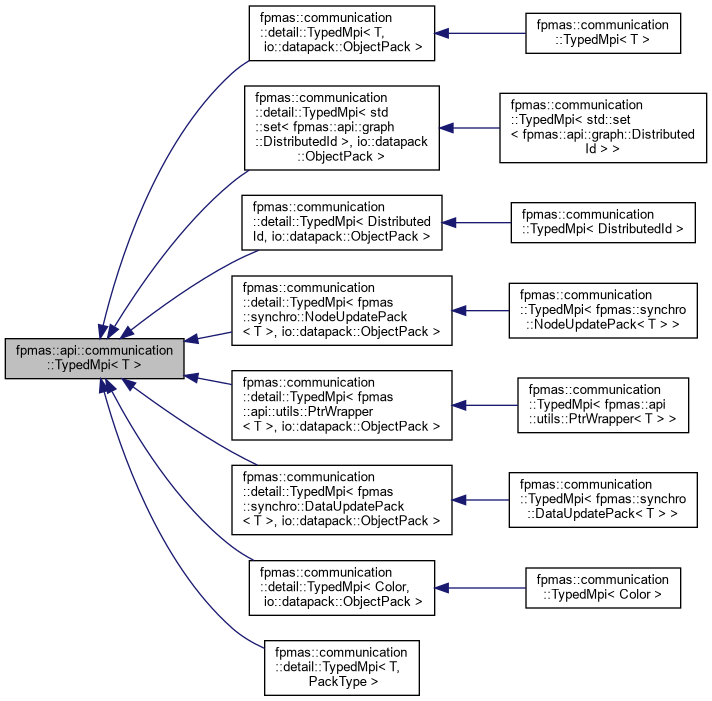 fpmas::communication
::detail::TypedMpi< T,
io::datapack::ObjectPack >
fpmas::communication
::TypedMpi< T >
fpmas::communication
::detail::TypedMpi< std
::set< fpmas::api::graph
::DistributedId >, io::datapack
::ObjectPack >
fpmas::communication
::TypedMpi< std::set
< fpmas::api::graph::Distributed
Id > >
fpmas::communication
::detail::TypedMpi< Distributed
Id, io::datapack::ObjectPack >
fpmas::communication
::TypedMpi< DistributedId >
fpmas::communication
::detail::TypedMpi< fpmas
::synchro::NodeUpdatePack
< T >, io::datapack::ObjectPack >
fpmas::communication
::TypedMpi< fpmas::synchro
::NodeUpdatePack< T > >
fpmas::api::communication
::TypedMpi< T >
fpmas::communication
::detail::TypedMpi< fpmas
::api::utils::PtrWrapper
< T >, io::datapack::ObjectPack >
fpmas::communication
::TypedMpi< fpmas::api
::utils::PtrWrapper< T > >
fpmas::communication
::detail::TypedMpi< fpmas
::synchro::DataUpdatePack
< T >, io::datapack::ObjectPack >
fpmas::communication
::TypedMpi< fpmas::synchro
::DataUpdatePack< T > >
fpmas::communication
::detail::TypedMpi< Color,
io::datapack::ObjectPack >
fpmas::communication
::TypedMpi< Color >
fpmas::communication
::detail::TypedMpi< T,
PackType >